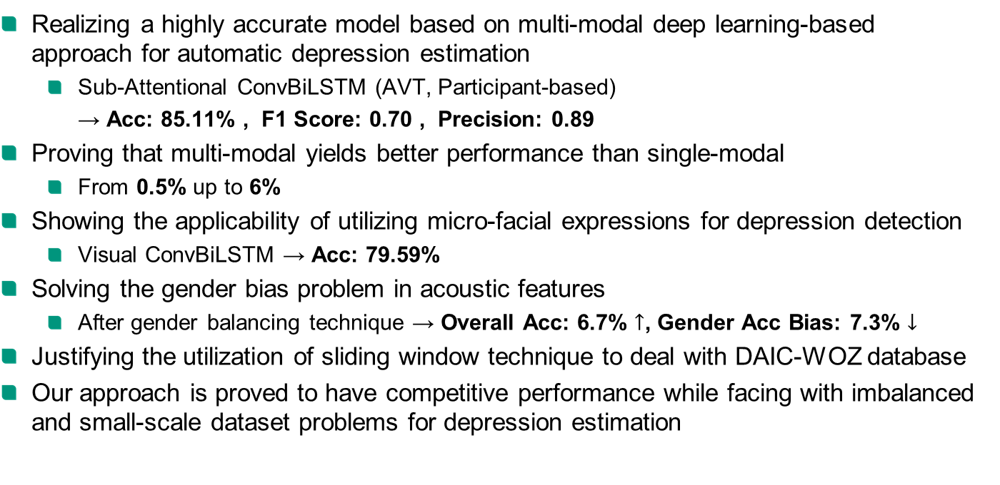 Realizing a highly accurate model based on multi-modal deep learning-based
approach for automatic depression estimation
Sub-Attentional ConvBiLSTM (AVT, Participant-based)
→ Acc: 85.11% , F1 Score: 0.70 , Precision: 0.89
Proving that multi-modal yields better performance than single-modal
From 0.5% up to 6%
Showing the applicability of utilizing micro-facial expressions for depression detection
Visual ConvBiLSTM → Acc: 79.59%
Solving the gender bias problem in acoustic features
After gender balancing technique → Overall Acc: 6.7% ↑, Gender Acc Bias: 7.3% ↓
Justifying the utilization of sliding window technique to deal with DAIC-WOZ database
Our approach is proved to have competitive performance while facing with imbalanced
and small-scale dataset problems for depression estimation